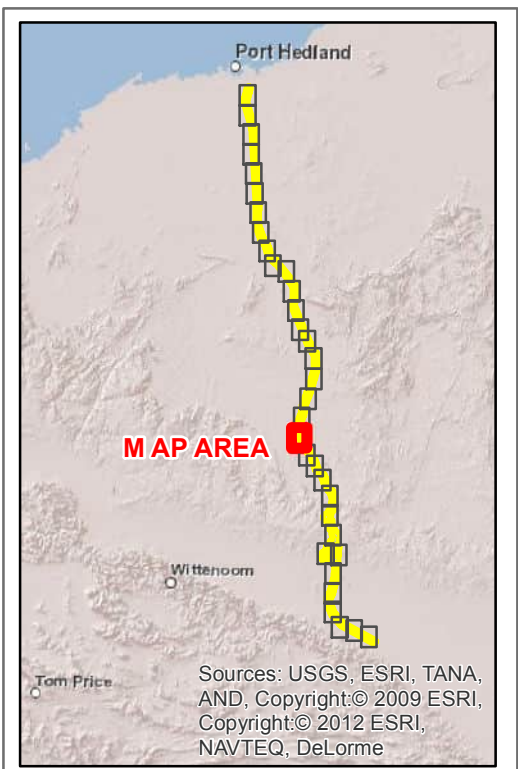 Port Hedland
M AP AREA
Wittenoom
Tom Price
Sources: USGS, ESRI, TANA,
AND, Copyright:© 2009 ESRI,
Copyright:© 2012 ESRI,
NAVTEQ, DeLorme